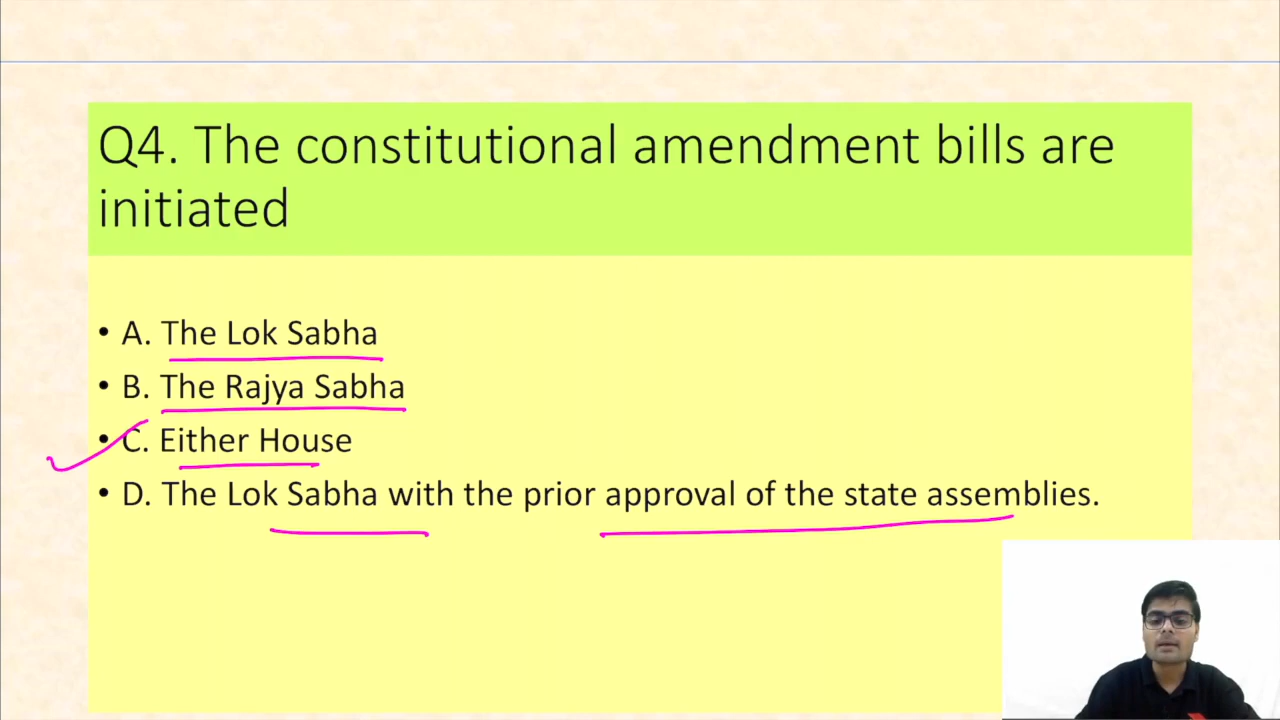 Q4. The constitutional amendment bills are
initiated
• A. The Lok Sabha
• B. The Rajya Sabha
• C. Either House
• D. The Lok Sabha with the prior approval of the state assemblies.